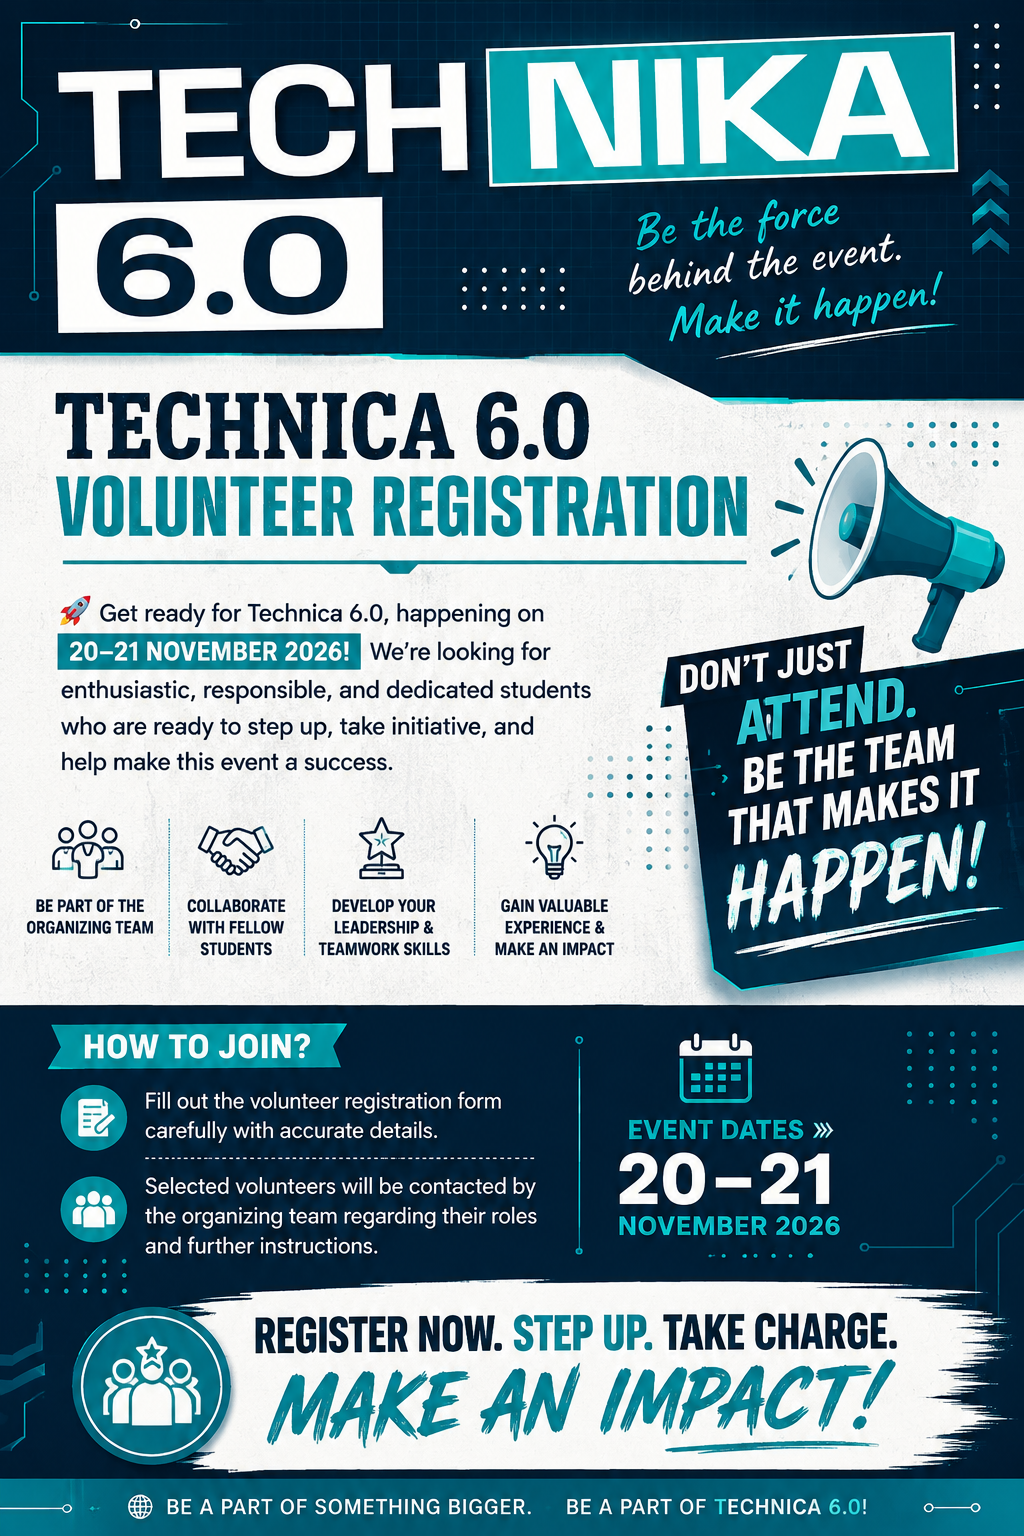 TECHNIKA
6.0
Be the force
behind the event.
Make it happen!
TECHNICA 6.0
VOLUNTEER REGISTRATION
🚀 Get ready for Technica 6.0, happening on
20–21 NOVEMBER 2026! We're looking for
enthusiastic, responsible, and dedicated students
who are ready to step up, take initiative, and
help make this event a success.
DON'T JUST
ATTEND.
BE THE TEAM
THAT MAKES IT
HAPPEN!
BE PART OF THE
ORGANIZING TEAM
COLLABORATE
WITH FELLOW
STUDENTS
DEVELOP YOUR
LEADERSHIP &
TEAMWORK SKILLS
GAIN VALUABLE
EXPERIENCE &
MAKE AN IMPACT
HOW TO JOIN?
Fill out the volunteer registration form
carefully with accurate details.
Selected volunteers will be contacted by
the organizing team regarding their roles
and further instructions.
EVENT DATES »
20–21
NOVEMBER 2026
REGISTER NOW. STEP UP. TAKE CHARGE.
MAKE AN IMPACT!
BE A PART OF SOMETHING BIGGER. BE A PART OF TECHNICA 6.0!